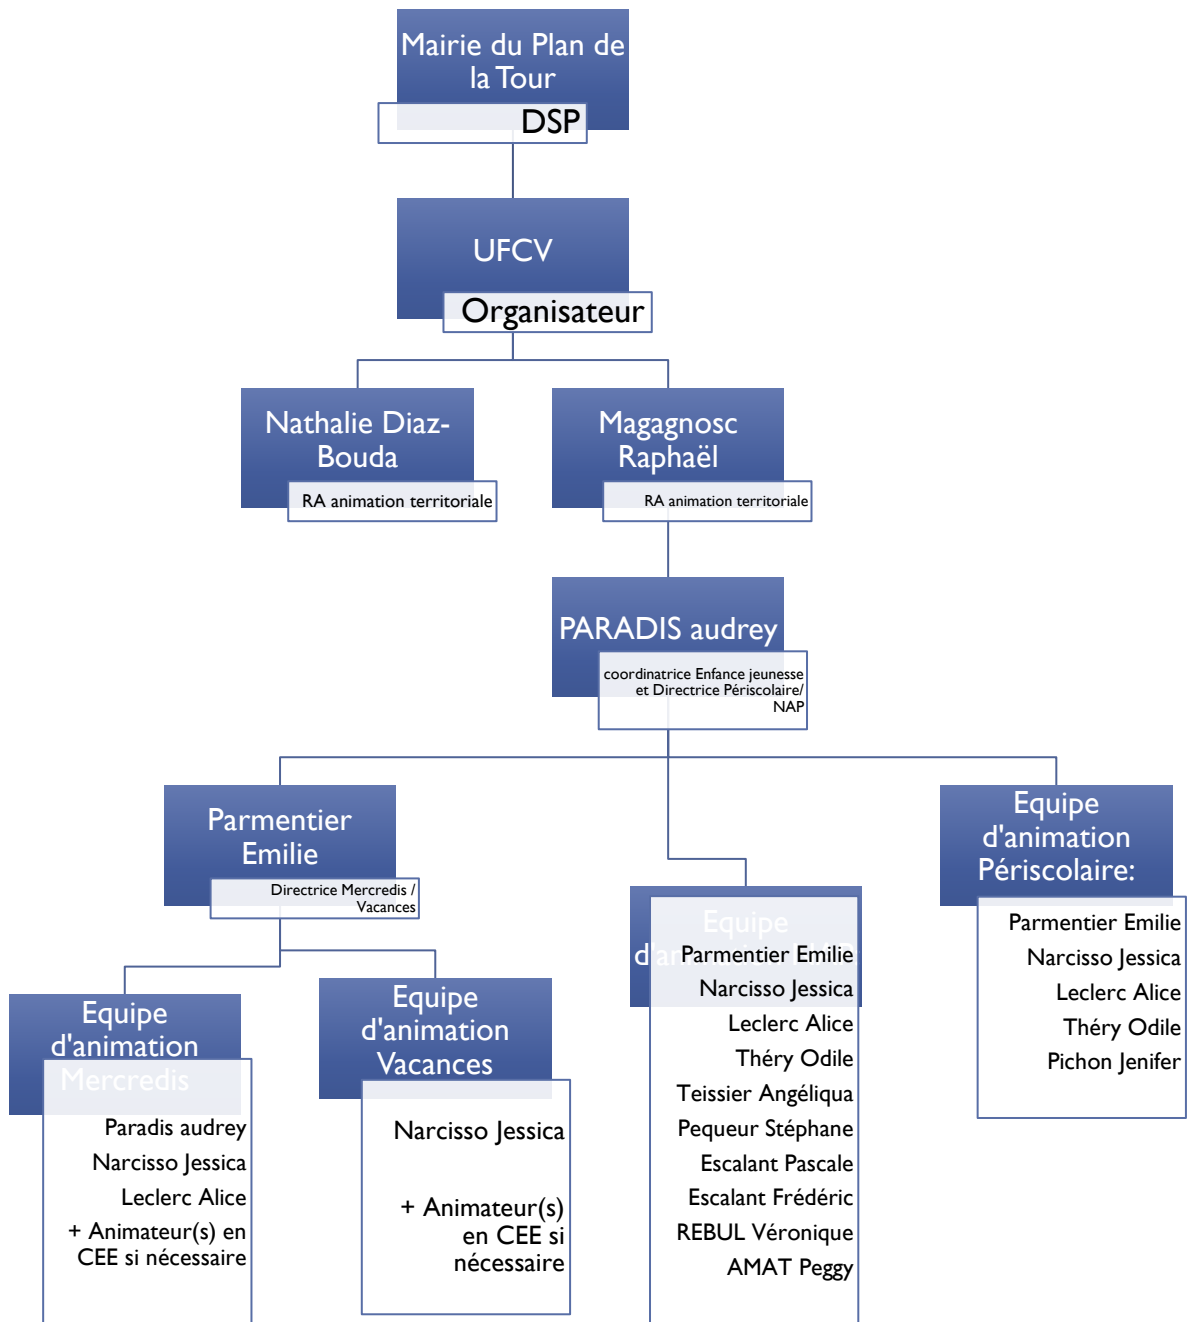 Mairie du Plan de
la Tour
DSP
UFCV
Organisateur
Nathalie Diaz-
Bouda
RA animation territoriale
Magagnosc
Raphaël
RA animation territoriale
PARADIS audrey
coordinatrice Enfance jeunesse
et Directrice Périscolaire/
NAP
Parmentier
Emilie
Directrice Mercredis /
Vacances
Equipe
d'animation
Mercredis
Paradis audrey
Narcisso Jessica
Leclerc Alice
+ Animateur(s) en
CEE si nécessaire
Equipe
d'animation
Vacances
Narcisso Jessica
+ Animateur(s)
en CEE si
nécessaire
Equipe
Parmentier Emilie
Narcisso Jessica
Leclerc Alice
Théry Odile
Teissier Angéliqua
Pequeur Stéphane
Escalant Pascale
Escalant Frédéric
REBUL Véronique
AMAT Peggy
Equipe
d'animation
Périscolaire:
Parmentier Emilie
Narcisso Jessica
Leclerc Alice
Théry Odile
Pichon Jenifer